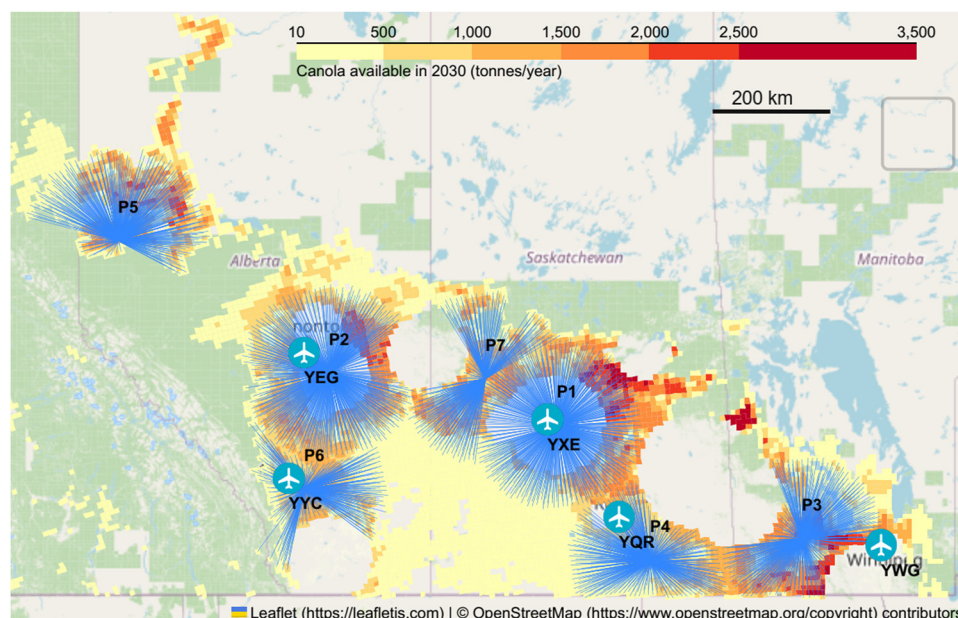 10 500 1,000 1,500 2,000 2,500 3,500
Canola available in 2030 (tonnes/year)
200 km
P5
Alberta
Saskatchewan
Manitoba
nonto
P2
YEG
P7
P1
YXE
P6
YYC
P3
P4
YQR
YWG
Leaflet (https://leafletjs.com) | © OpenStreetMap (https://www.openstreetmap.org/copyright) contributors